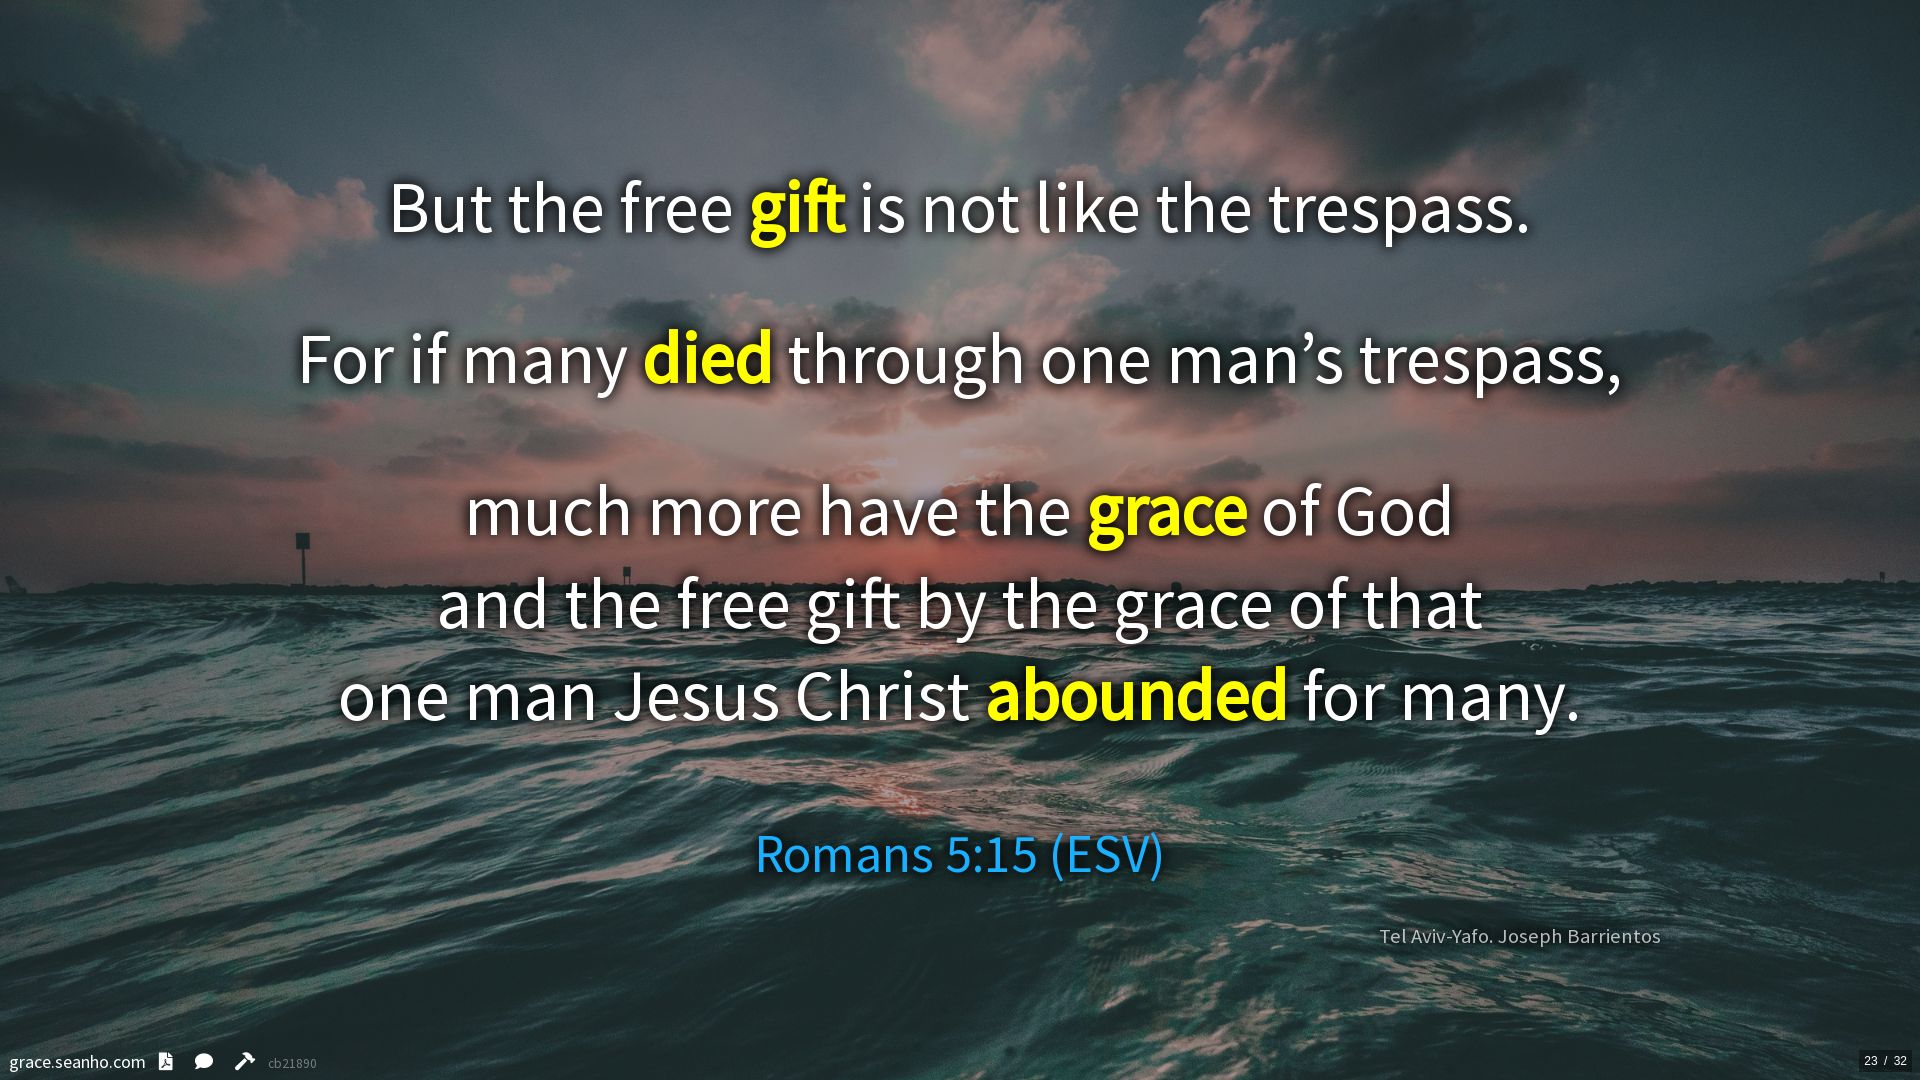 But the free gift is not like the trespass.
For if many died through one man’s trespass,
much more have the grace of God
and the free gift by the grace of that
one man Jesus Christ abounded for many.
Romans 5:15 (ESV)
Tel Aviv-Yafo. Joseph Barrientos
grace.seanho.com cb21890
23 / 32